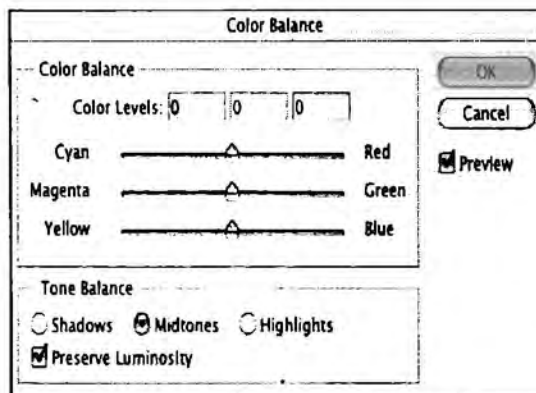 Color Balance
Color Balance
OK
Color Levels: 0 0 0
Cancel
Cyan Red
Preview
Magenta Green
Yellow Blue
Tone Balance
Shadows Midtones Highlights
Preserve Luminosity